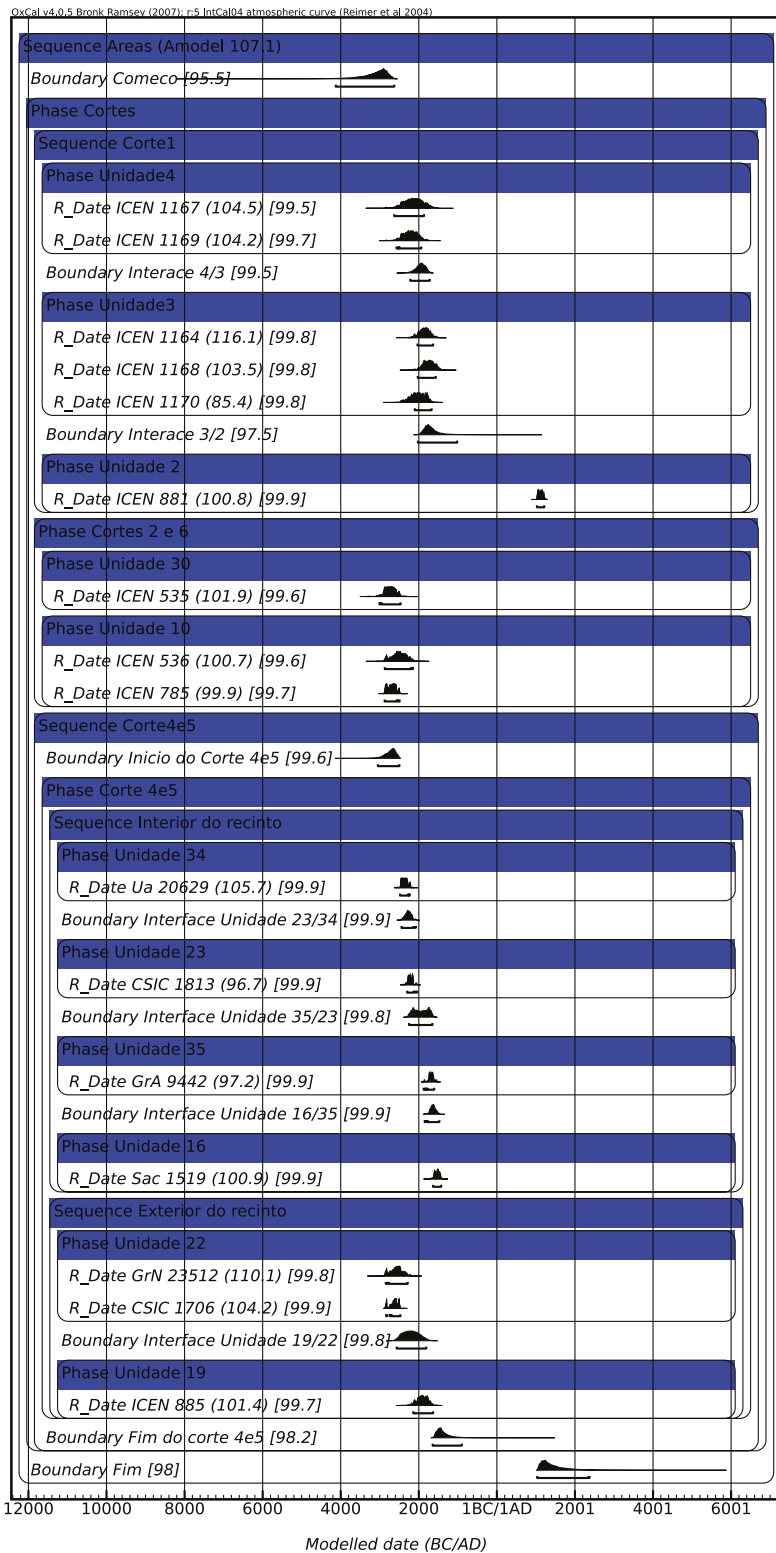 OxCal v4.0.5 Bronk Ramsey (2007); r:5 IntCal04 atmospheric curve (Reimer et al 2004)
Sequence Areas (Amodel 107.1)
Boundary Comeco [95.5]
Phase Cortes
Sequence Corte1
Phase Unidade4
R_Date ICEN 1167 (104.5) [99.5]
R_Date ICEN 1169 (104.2) [99.7]
Boundary Interace 4/3 [99.5]
Phase Unidade3
R_Date ICEN 1164 (116.1) [99.8]
R_Date ICEN 1168 (103.5) [99.8]
R_Date ICEN 1170 (85.4) [99.8]
Boundary Interace 3/2 [97.5]
Phase Unidade 2
R_Date ICEN 881 (100.8) [99.9]
Phase Cortes 2 e 6
Phase Unidade 30
R_Date ICEN 535 (101.9) [99.6]
Phase Unidade 10
R_Date ICEN 536 (100.7) [99.6]
R_Date ICEN 785 (99.9) [99.7]
Sequence Corte4e5
Boundary Inicio do Corte 4e5 [99.6]
Phase Corte 4e5
Sequence Interior do recinto
Phase Unidade 34
R_Date Ua 20629 (105.7) [99.9]
Boundary Interface Unidade 23/34 [99.9]
Phase Unidade 23
R_Date CSIC 1813 (96.7) [99.9]
Boundary Interface Unidade 35/23 [99.8]
Phase Unidade 35
R_Date GrA 9442 (97.2) [99.9]
Boundary Interface Unidade 16/35 [99.9]
Phase Unidade 16
R_Date Sac 1519 (100.9) [99.9]
Sequence Exterior do recinto
Phase Unidade 22
R_Date GrN 23512 (110.1) [99.8]
R_Date CSIC 1706 (104.2) [99.9]
Boundary Interface Unidade 19/22 [99.8]
Phase Unidade 19
R_Date ICEN 885 (101.4) [99.7]
Boundary Fim do corte 4e5 [98.2]
Boundary Fim [98]
12000 10000 8000 6000 4000 2000 1BC/1AD 2001 4001 6001
Modelled date (BC/AD)